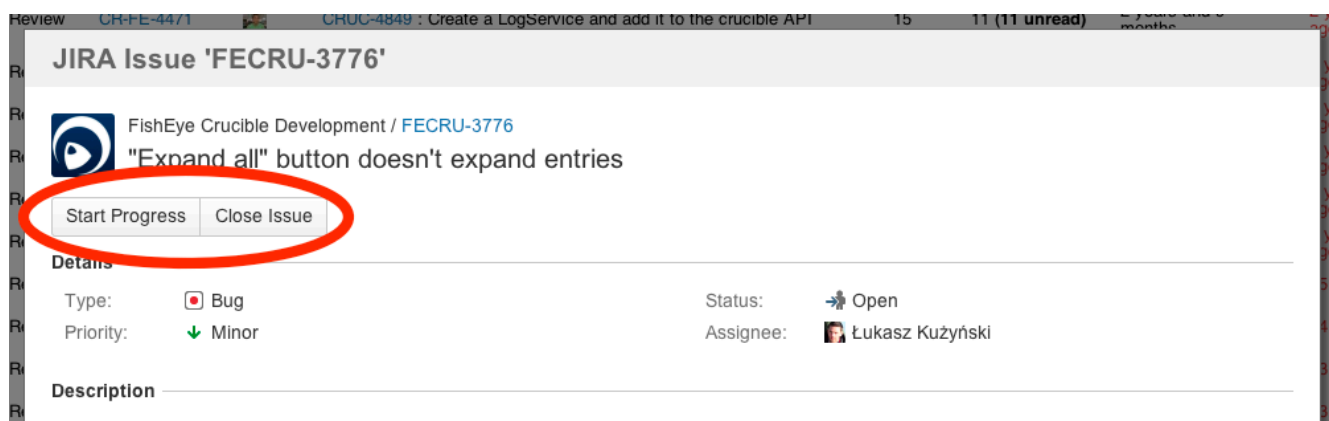 Review CR-FE-4471 CRUC-4849 : Create a LogService and add it to the crucible API 15 11 (11 unread)
months
JIRA Issue 'FECRU-3776'
FishEye Crucible Development / FECRU-3776
"Expand all" button doesn't expand entries
Start Progress Close Issue
Details
Type: Bug Status: Open
Priority: Minor Assignee: Łukasz Kużyński
Description